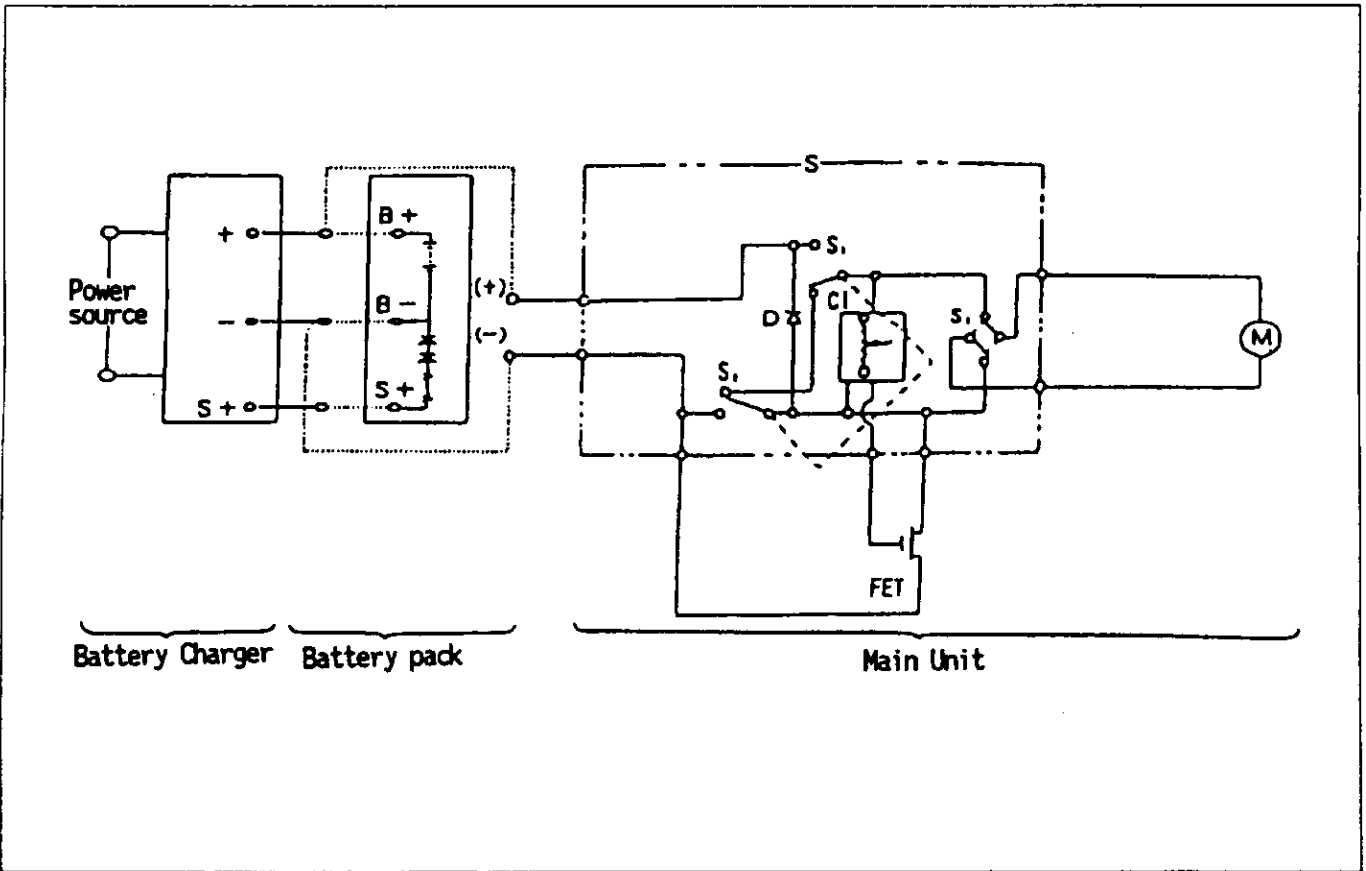 S
B +
+
S₁
Power
source
(+)
C1
B -
-
D
S₁
(-)
M
S₁
S +
S +
FET
Battery Charger
Battery pack
Main Unit